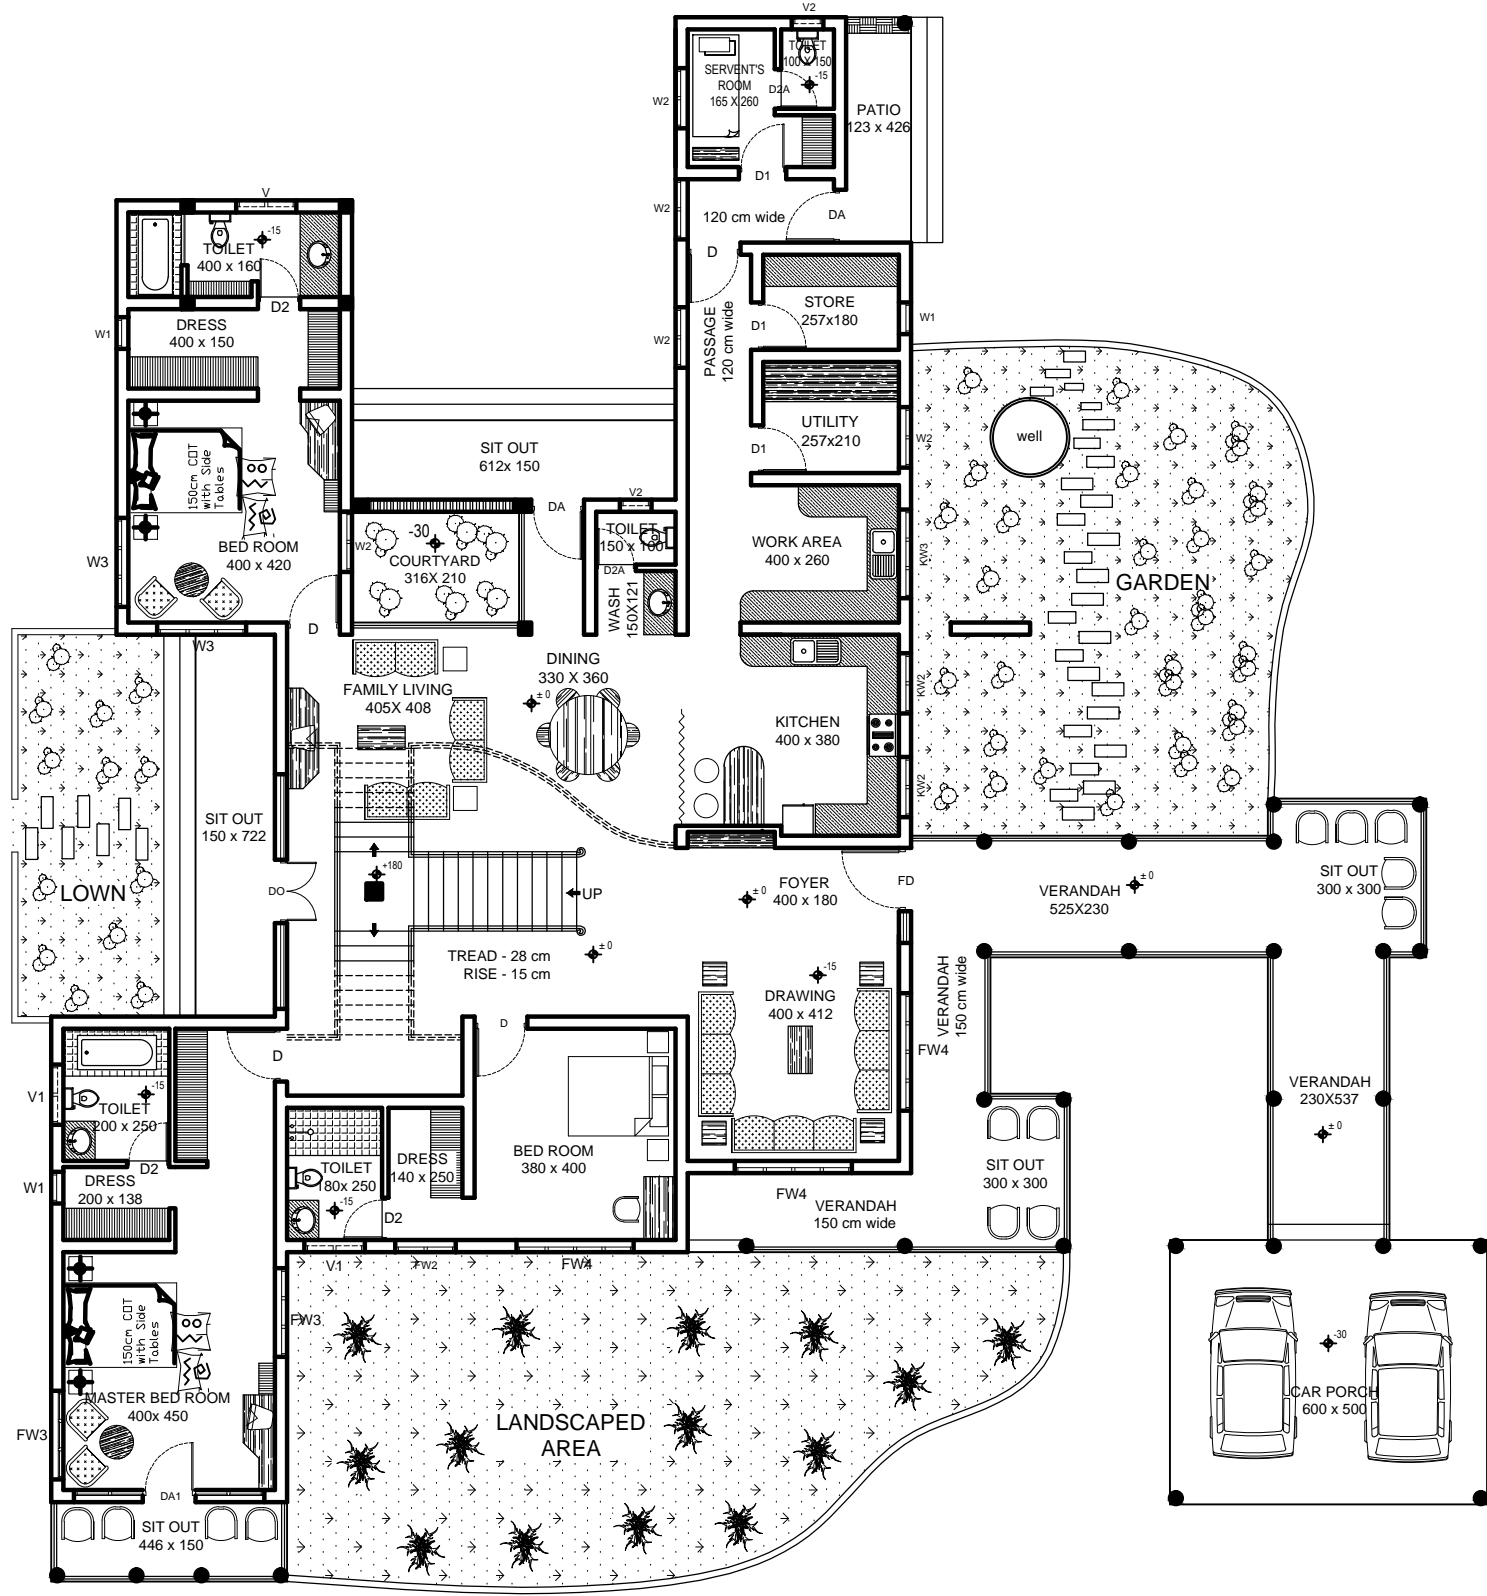 V2
TOILET
100 X 150
-15
SERVENT'S
ROOM
165 X 260
D2A
W2
PATIO
123 x 426
D1
V
W2
120 cm wide
DA
TOILET
400 x 160
-15
D
D2
STORE
257x180
W1
DRESS
400 x 150
W1
D1
W2
PASSAGE
120 cm wide
UTILITY
257x210
W2
D1
well
SIT OUT
612x 150
150cm COT
with Side
Tables
V2
DA
BED ROOM
400 x 420
W3
W2
-30
COURTYARD
316X 210
TOILET
150 x 100
D2A
WASH
150X121
WORK AREA
400 x 260
KW3
GARDEN
D
W3
DINING
330 X 360
± 0
FAMILY LIVING
405X 408
KITCHEN
400 x 380
KW2
KW2
SIT OUT
150 x 722
LOWN
DO
+180
UP
FOYER
400 x 180
± 0
FD
VERANDAH
525X230
± 0
SIT OUT
300 x 300
TREAD - 28 cm
RISE - 15 cm
± 0
-15
DRAWING
400 x 412
VERANDAH
150 cm wide
FW4
D
D
V1
TOILET
200 x 250
-15
D2
VERANDAH
230X537
± 0
W1
DRESS
200 x 138
TOILET
180x 250
-15
DRESS
140 x 250
D2
BED ROOM
380 x 400
FW4
VERANDAH
150 cm wide
SIT OUT
300 x 300
V1
FW2
FW4
FW3
150cm COT
with Side
Tables
MASTER BED ROOM
400x 450
FW3
DA1
LANDSCAPED
AREA
-30
CAR PORCH
600 x 500
SIT OUT
446 x 150